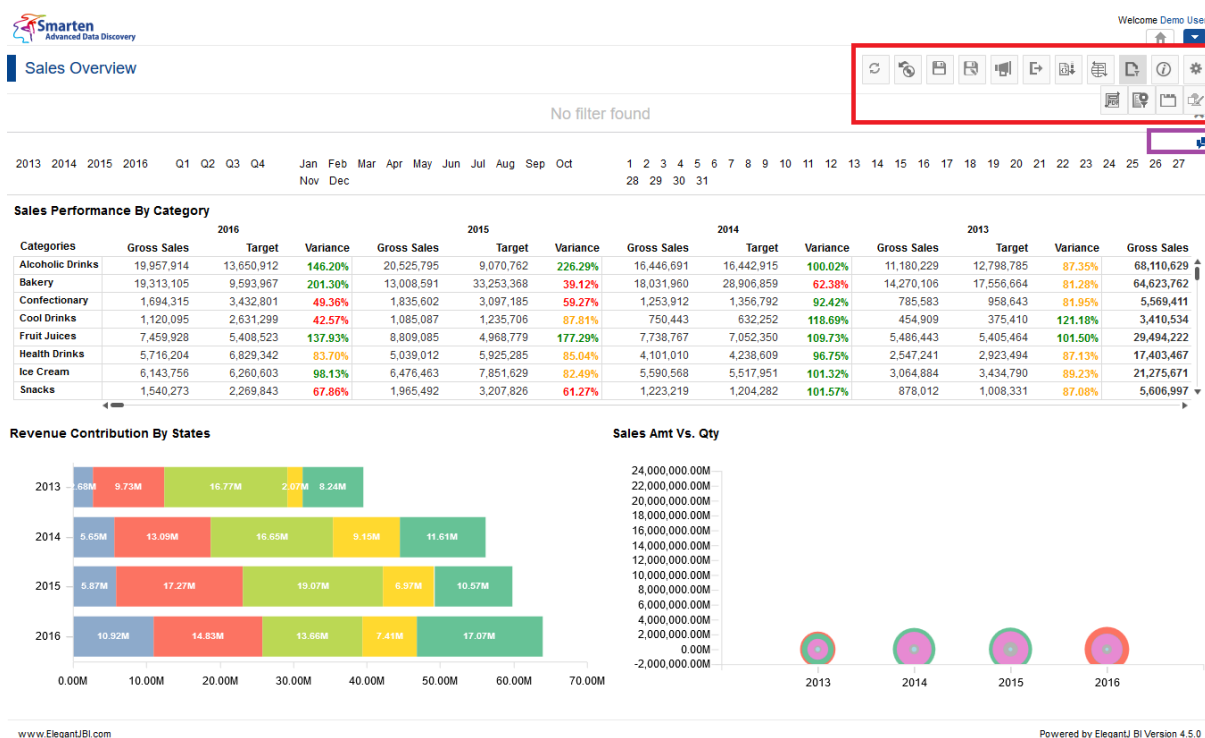 Smarten
Advanced Data Discovery
Welcome Demo User
Sales Overview
No filter found
2013 2014 2015 2016 Q1 Q2 Q3 Q4 Jan Feb Mar Apr May Jun Jul Aug Sep Oct 1 2 3 4 5 6 7 8 9 10 11 12 13 14 15 16 17 18 19 20 21 22 23 24 25 26 27
Nov Dec 28 29 30 31
Sales Performance By Category
2016 2015 2014 2013
Categories Gross Sales Target Variance Gross Sales Target Variance Gross Sales Target Variance Gross Sales Target Variance Gross Sales
Alcoholic Drinks 19,957,914 13,650,912 146.20% 20,525,795 9,070,762 226.29% 16,446,691 16,442,915 100.02% 11,180,229 12,798,785 87.35% 68,110,629
Bakery 19,313,105 9,593,967 201.30% 13,008,591 33,253,368 39.12% 18,031,960 28,906,859 62.38% 14,270,106 17,556,664 81.28% 64,623,762
Confectionary 1,694,315 3,432,801 49.36% 1,835,602 3,097,185 59.27% 1,253,912 1,356,792 92.42% 785,583 958,643 81.95% 5,569,411
Cool Drinks 1,120,095 2,631,299 42.57% 1,085,087 1,235,706 87.81% 750,443 632,252 118.69% 454,909 375,410 121.18% 3,410,534
Fruit Juices 7,459,928 5,408,523 137.93% 8,809,085 4,968,779 177.29% 7,738,767 7,052,350 109.73% 5,486,443 5,405,464 101.50% 29,494,222
Health Drinks 5,716,204 6,829,342 83.70% 5,039,012 5,925,285 85.04% 4,101,010 4,238,609 96.75% 2,547,241 2,923,494 87.13% 17,403,467
Ice Cream 6,143,756 6,260,603 98.13% 6,476,463 7,851,629 82.49% 5,590,568 5,517,951 101.32% 3,064,884 3,434,790 89.23% 21,275,671
Snacks 1,540,273 2,269,843 67.86% 1,965,492 3,207,826 61.27% 1,223,219 1,204,282 101.57% 878,012 1,008,331 87.08% 5,606,997
Revenue Contribution By States
2013 2.68M 9.73M 16.77M 2.07M 8.24M
2014 5.65M 13.09M 16.65M 9.15M 11.61M
2015 5.87M 17.27M 19.07M 6.97M 10.57M
2016 10.92M 14.83M 13.66M 7.41M 17.07M
0.00M 10.00M 20.00M 30.00M 40.00M 50.00M 60.00M 70.00M
Sales Amt Vs. Qty
24,000,000.00M
22,000,000.00M
20,000,000.00M
18,000,000.00M
16,000,000.00M
14,000,000.00M
12,000,000.00M
10,000,000.00M
8,000,000.00M
6,000,000.00M
4,000,000.00M
2,000,000.00M
0.00M
-2,000,000.00M
2013 2014 2015 2016
www.ElegantJBI.com
Powered by ElegantJ BI Version 4.5.0